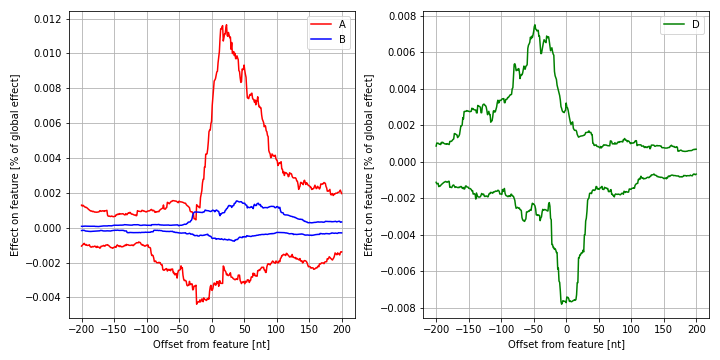 A
B
0.012
0.010
0.008
0.006
0.004
0.002
0.000
−0.002
−0.004
Effect on feature [% of global effect]
−200 −150 −100 −50 0 50 100 150 200
Offset from feature [nt]
D
0.008
0.006
0.004
0.002
0.000
−0.002
−0.004
−0.006
−0.008
Effect on feature [% of global effect]
−200 −150 −100 −50 0 50 100 150 200
Offset from feature [nt]